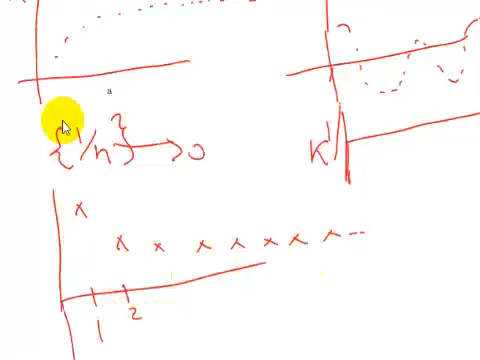 {1/n} → 0
K
x
x x x x x x x ...
1 2